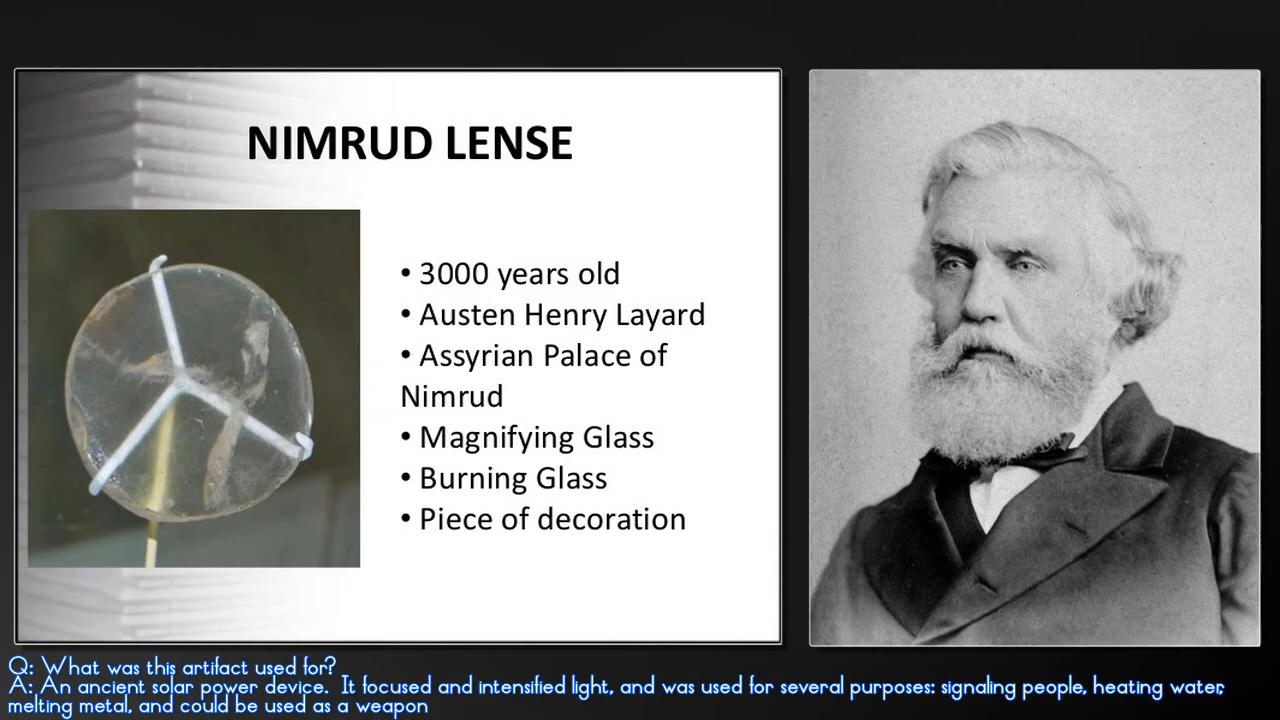 NIMRUD LENSE
• 3000 years old
• Austen Henry Layard
• Assyrian Palace of
Nimrud
• Magnifying Glass
• Burning Glass
• Piece of decoration
Q: What was this artifact used for?
A: An ancient solar power device. It focused and intensified light, and was used for several purposes: signaling people, heating water,
melting metal, and could be used as a weapon